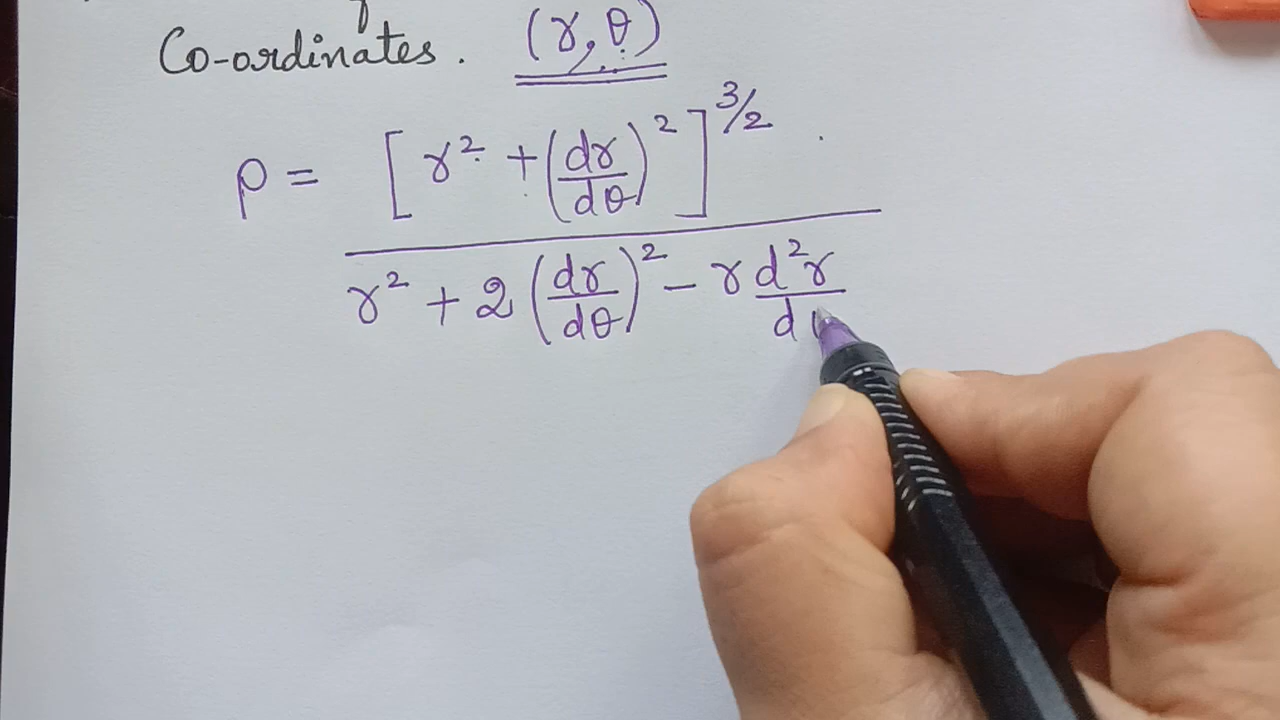 Co-ordinates. (r, θ)
ρ = [ r² + (dr/dθ)² ]^3/2
r² + 2 (dr/dθ)² - r d²r/d